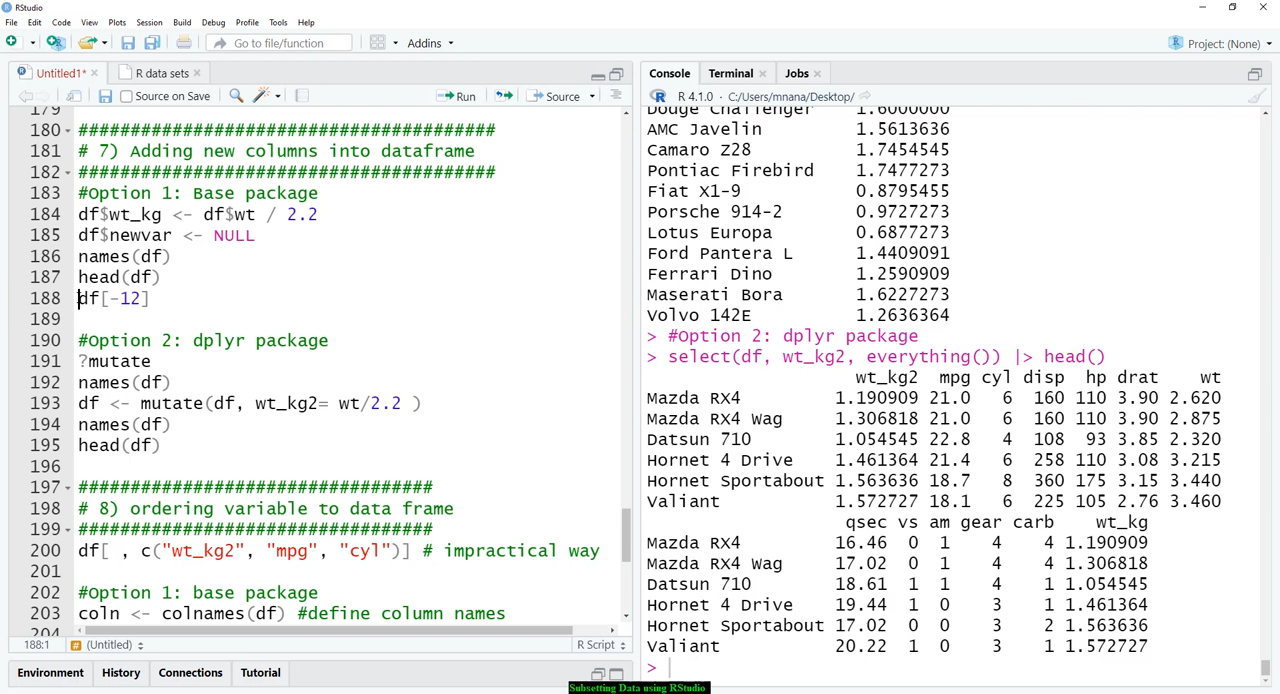 RStudio
File Edit Code View Plots Session Build Debug Profile Tools Help
Go to file/function Addins Project: (None)
Untitled1* R data sets
Source on Save Run Source
179
180 ########################################
181 # 7) Adding new columns into dataframe
182 ########################################
183 #Option 1: Base package
184 df$wt_kg <- df$wt / 2.2
185 df$newvar <- NULL
186 names(df)
187 head(df)
188 df[-12]
189
190 #Option 2: dplyr package
191 ?mutate
192 names(df)
193 df <- mutate(df, wt_kg2= wt/2.2 )
194 names(df)
195 head(df)
196
197 ##################################
198 # 8) ordering variable to data frame
199 ##################################
200 df[ , c("wt_kg2", "mpg", "cyl")] # impractical way
201
202 #Option 1: base package
203 coln <- colnames(df) #define column names
204
188:1 (Untitled) R Script
Environment History Connections Tutorial
Console Terminal Jobs
R 4.1.0 · C:/Users/mnana/Desktop/
Dodge Challenger 1.6000000
AMC Javelin 1.5613636
Camaro Z28 1.7454545
Pontiac Firebird 1.7477273
Fiat X1-9 0.8795455
Porsche 914-2 0.9727273
Lotus Europa 0.6877273
Ford Pantera L 1.4409091
Ferrari Dino 1.2590909
Maserati Bora 1.6227273
Volvo 142E 1.2636364
> #Option 2: dplyr package
> select(df, wt_kg2, everything()) |> head()
wt_kg2 mpg cyl disp hp drat wt
Mazda RX4 1.190909 21.0 6 160 110 3.90 2.620
Mazda RX4 Wag 1.306818 21.0 6 160 110 3.90 2.875
Datsun 710 1.054545 22.8 4 108 93 3.85 2.320
Hornet 4 Drive 1.461364 21.4 6 258 110 3.08 3.215
Hornet Sportabout 1.563636 18.7 8 360 175 3.15 3.440
Valiant 1.572727 18.1 6 225 105 2.76 3.460
qsec vs am gear carb wt_kg
Mazda RX4 16.46 0 1 4 4 1.190909
Mazda RX4 Wag 17.02 0 1 4 4 1.306818
Datsun 710 18.61 1 1 4 1 1.054545
Hornet 4 Drive 19.44 1 0 3 1 1.461364
Hornet Sportabout 17.02 0 0 3 2 1.563636
Valiant 20.22 1 0 3 1 1.572727
>
Subsetting Data using RStudio